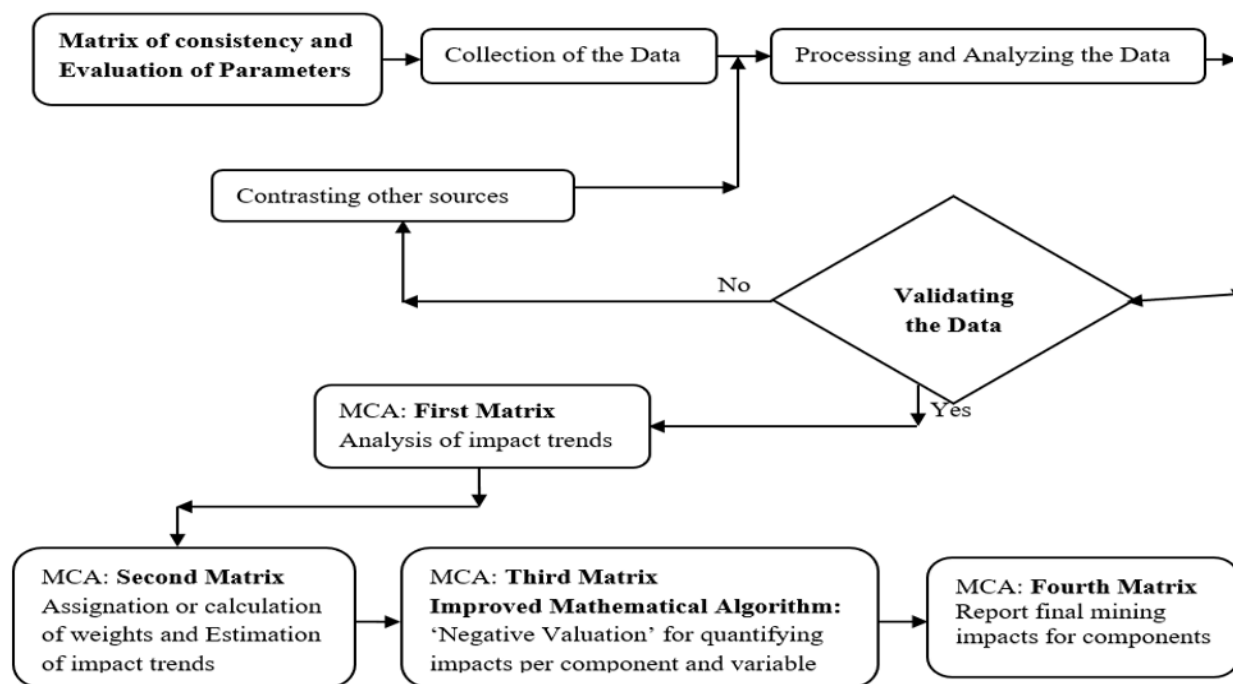 Matrix of consistency and
Evaluation of Parameters
Collection of the Data
Processing and Analyzing the Data
Contrasting other sources
No
Validating
the Data
Yes
MCA: First Matrix
Analysis of impact trends
MCA: Second Matrix
Assignation or calculation
of weights and Estimation
of impact trends
MCA: Third Matrix
Improved Mathematical Algorithm:
‘Negative Valuation’ for quantifying
impacts per component and variable
MCA: Fourth Matrix
Report final mining
impacts for components